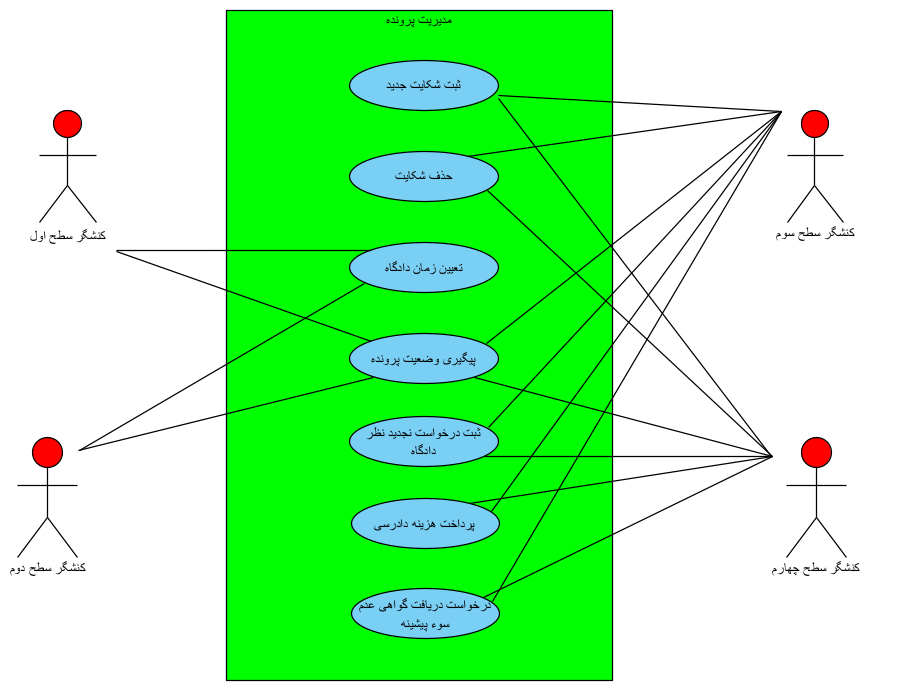 مدیریت پرونده
ثبت شکایت جدید
حذف شکایت
تعیین زمان دادگاه
پیگیری وضعیت پرونده
ثبت درخواست نجدید نظر
دادگاه
پرداخت هزینه دادرسی
درخواست دریافت گواهی عدم
سوء پیشینه
کنشگر سطح سوم
کنشگر سطح اول
کنشگر سطح چهارم
کنشگر سطح دوم